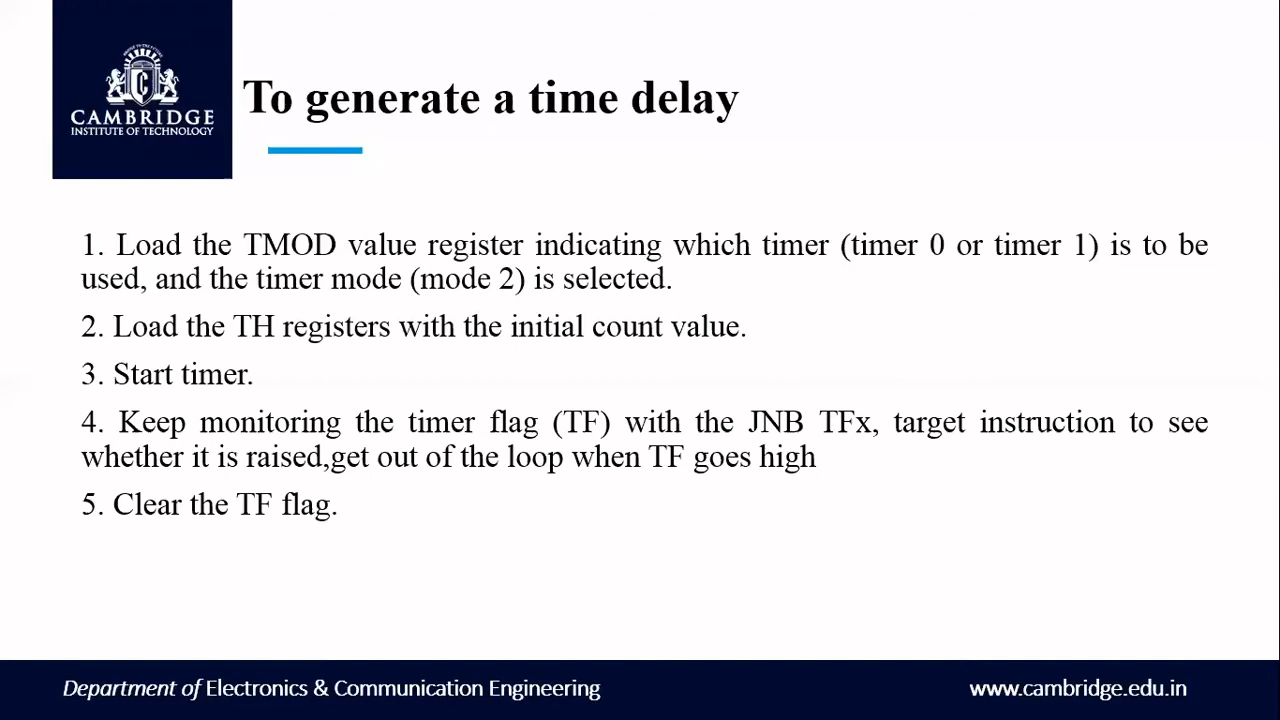 CAMBRIDGE
INSTITUTE OF TECHNOLOGY
To generate a time delay
1. Load the TMOD value register indicating which timer (timer 0 or timer 1) is to be
used, and the timer mode (mode 2) is selected.
2. Load the TH registers with the initial count value.
3. Start timer.
4. Keep monitoring the timer flag (TF) with the JNB TFx, target instruction to see
whether it is raised,get out of the loop when TF goes high
5. Clear the TF flag.
Department of Electronics & Communication Engineering
www.cambridge.edu.in